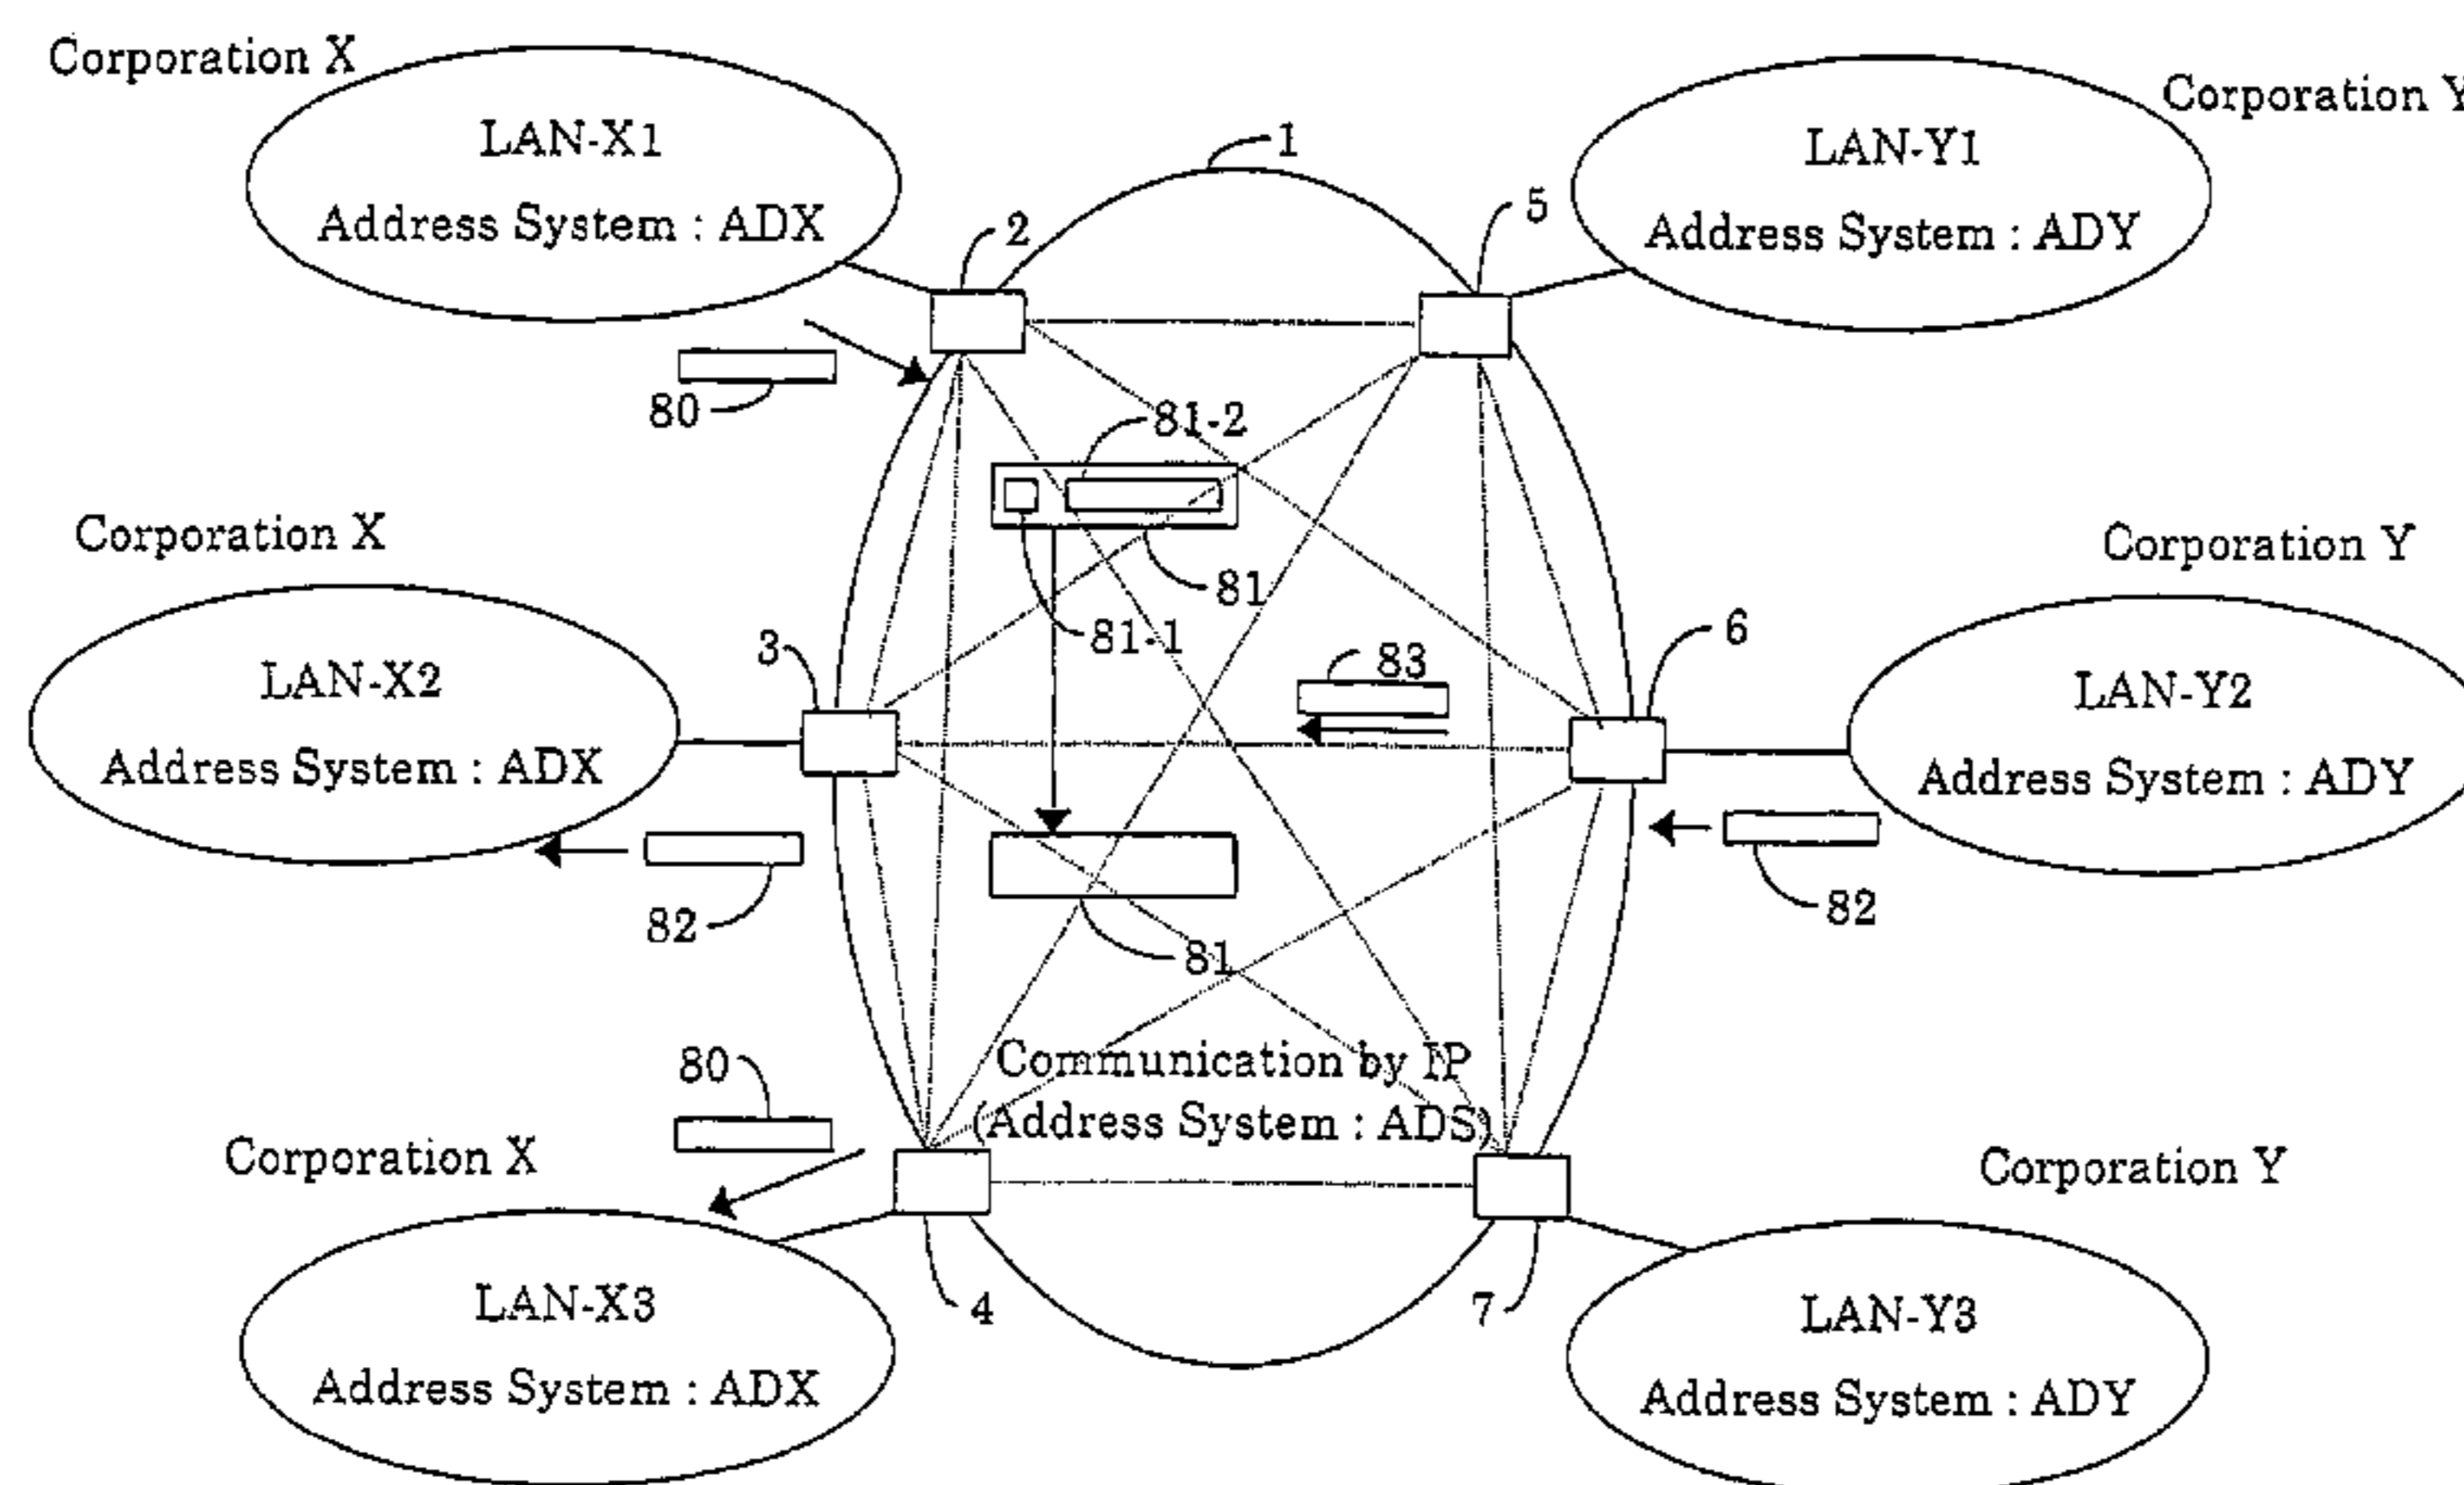 Corporation X
LAN-X1
Address System : ADX
1
2
5
Corporation Y
LAN-Y1
Address System : ADY
80
81-2
81
81-1
Corporation X
LAN-X2
Address System : ADX
3
83
6
Corporation Y
LAN-Y2
Address System : ADY
82
82
81
80
Communication by IP
(Address System : ADS)
Corporation X
LAN-X3
Address System : ADX
4
7
Corporation Y
LAN-Y3
Address System : ADY